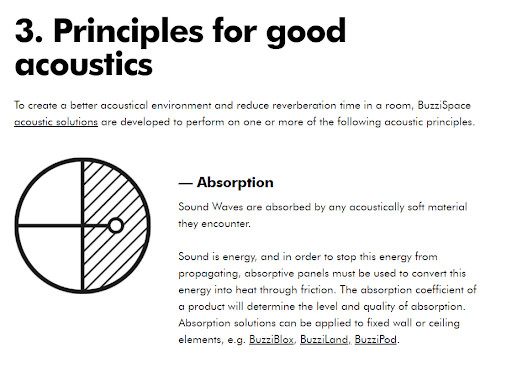 3. Principles for good
acoustics
To create a better acoustical environment and reduce reverberation time in a room, BuzziSpace
acoustic solutions are developed to perform on one or more of the following acoustic principles.
— Absorption
Sound Waves are absorbed by any acoustically soft material
they encounter.
Sound is energy, and in order to stop this energy from
propagating, absorptive panels must be used to convert this
energy into heat through friction. The absorption coefficient of
a product will determine the level and quality of absorption.
Absorption solutions can be applied to fixed wall or ceiling
elements, e.g. BuzziBlox, BuzziLand, BuzziPod.